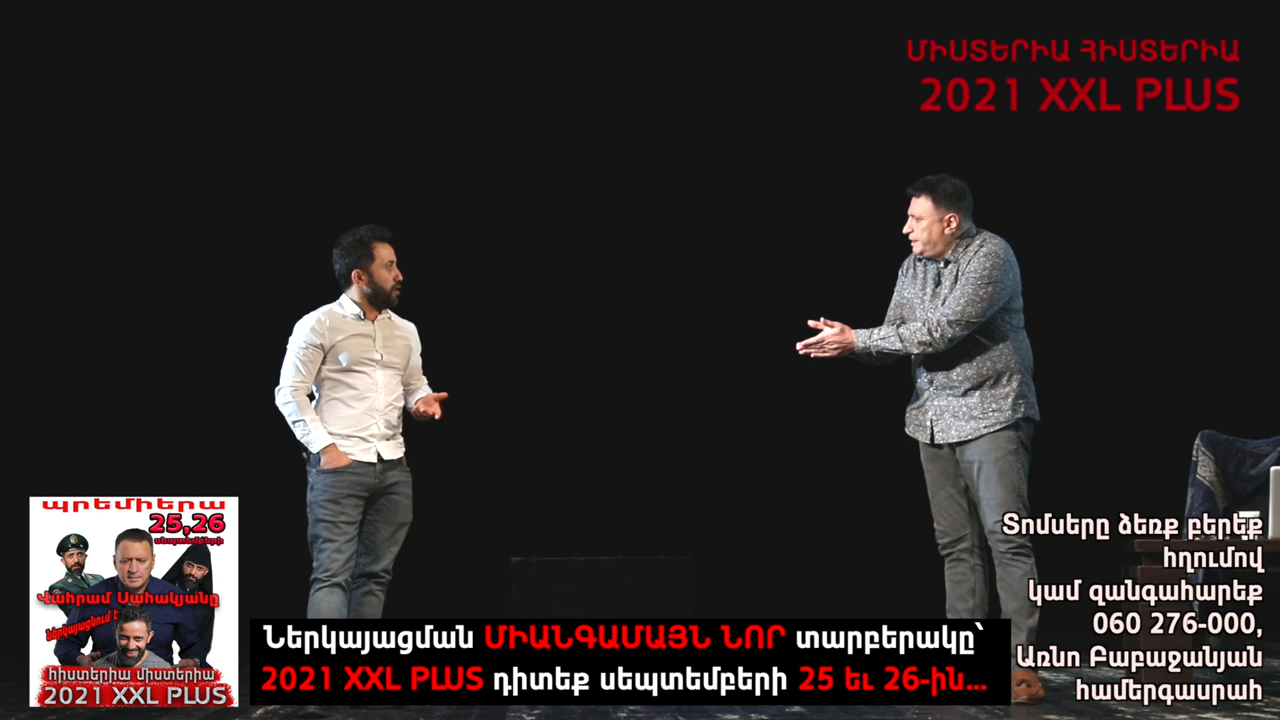 ՄԻՍՏԵՐԻԱ ՀԻՍՏԵՐԻԱ
2021 XXL PLUS
պրեմիերա
25,26
սեպտեմբերի
Վահրամ Սահակյանը
ներկայացնում է
հիստերիա միստերիա
2021 XXL PLUS
Ներկայացման ՄԻԱՆԳԱՄԱՅՆ ՆՈՐ տարբերակը՝
2021 XXL PLUS դիտեք սեպտեմբերի 25 եւ 26-ին...
Տոմսերը ձեռք բերեք
հղումով
կամ զանգահարեք
060 276-000,
Առնո Բաբաջանյան
համերգասրահ